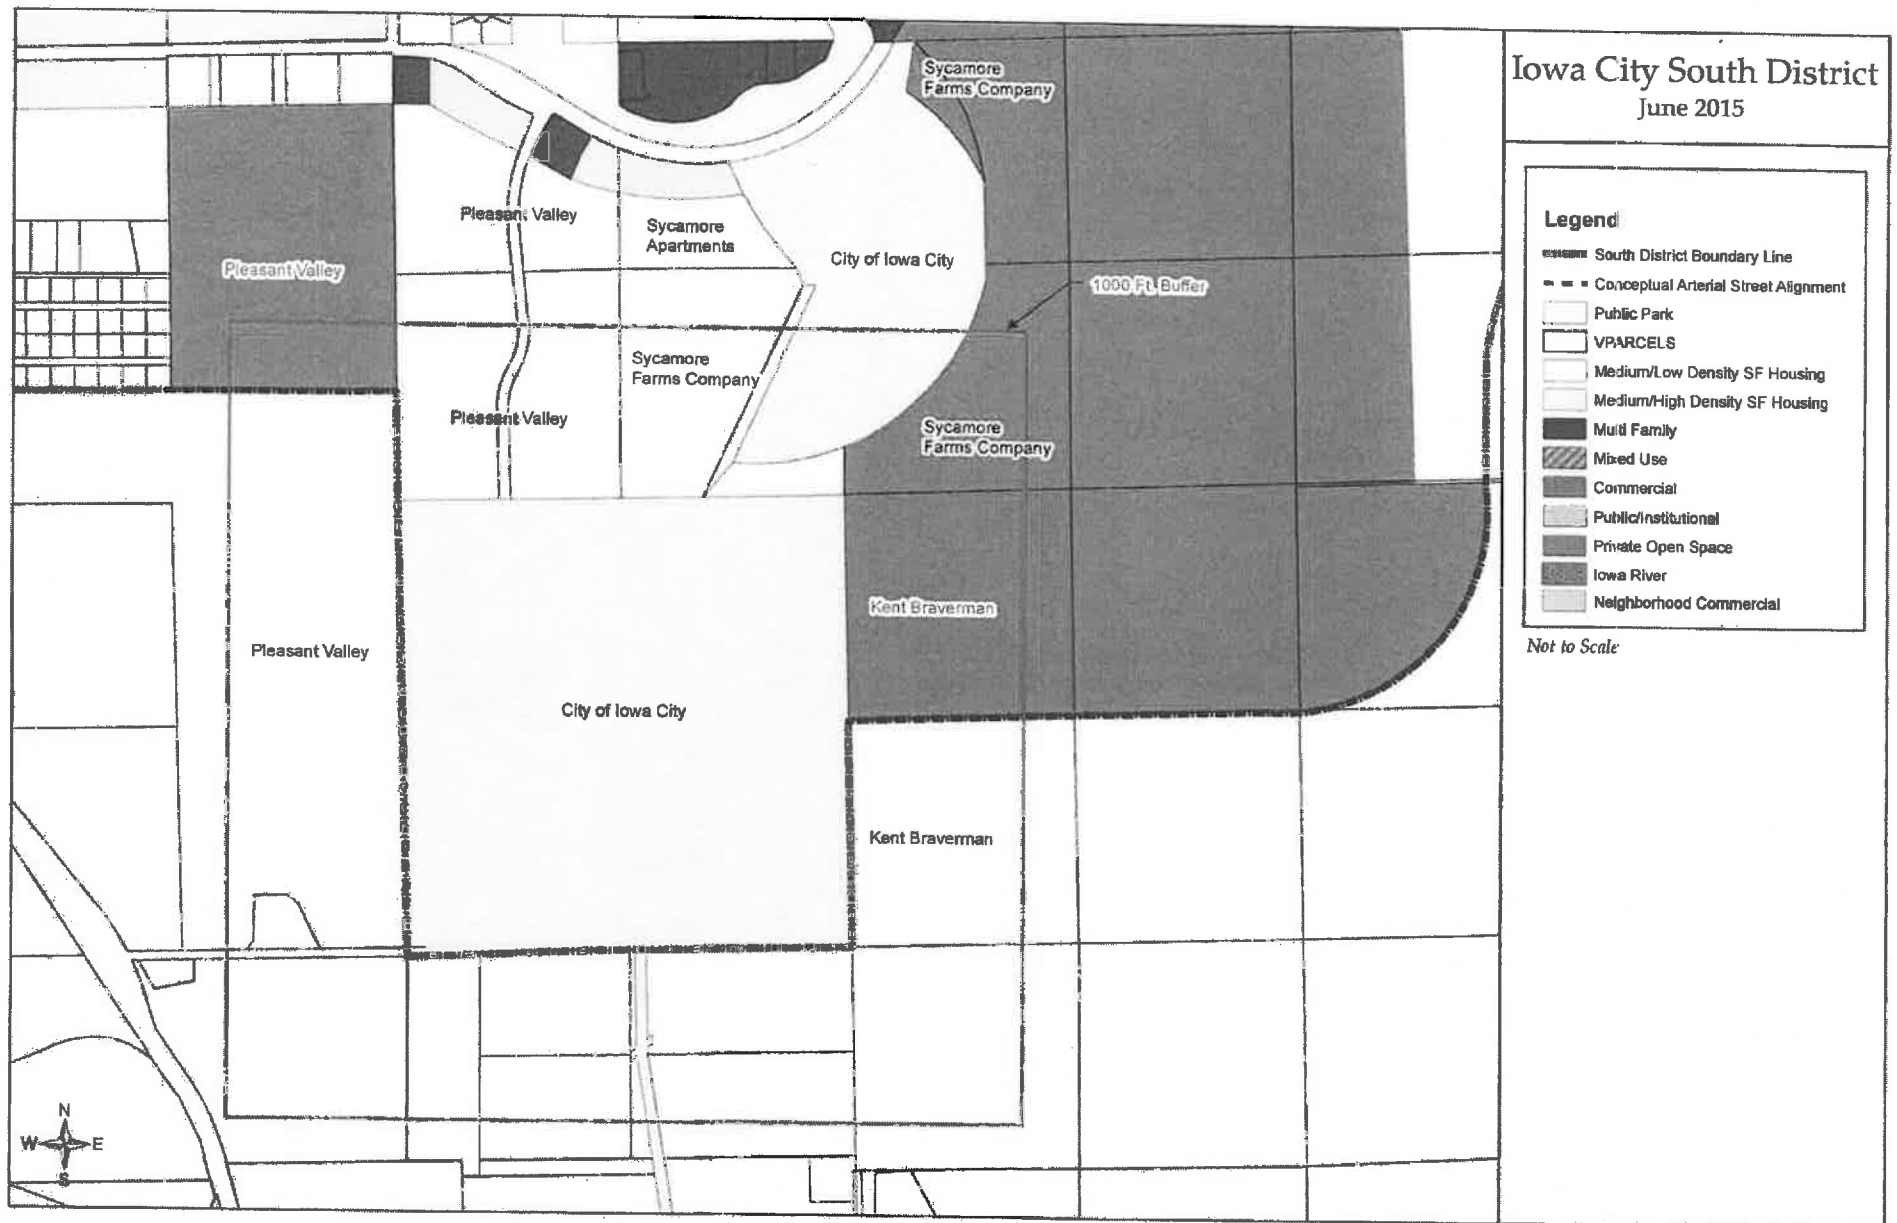 Iowa City South District
June 2015
Legend
South District Boundary Line
Conceptual Arterial Street Alignment
Public Park
VPARCELS
Medium/Low Density SF Housing
Medium/High Density SF Housing
Multi Family
Mixed Use
Commercial
Public/Institutional
Private Open Space
Iowa River
Neighborhood Commercial
Not to Scale
Sycamore
Farms Company
Pleasant Valley
Sycamore
Apartments
City of Iowa City
Pleasant Valley
1000 Ft. Buffer
Sycamore
Farms Company
Pleasant Valley
Sycamore
Farms Company
Kent Braverman
Pleasant Valley
City of Iowa City
Kent Braverman
N
W E
S